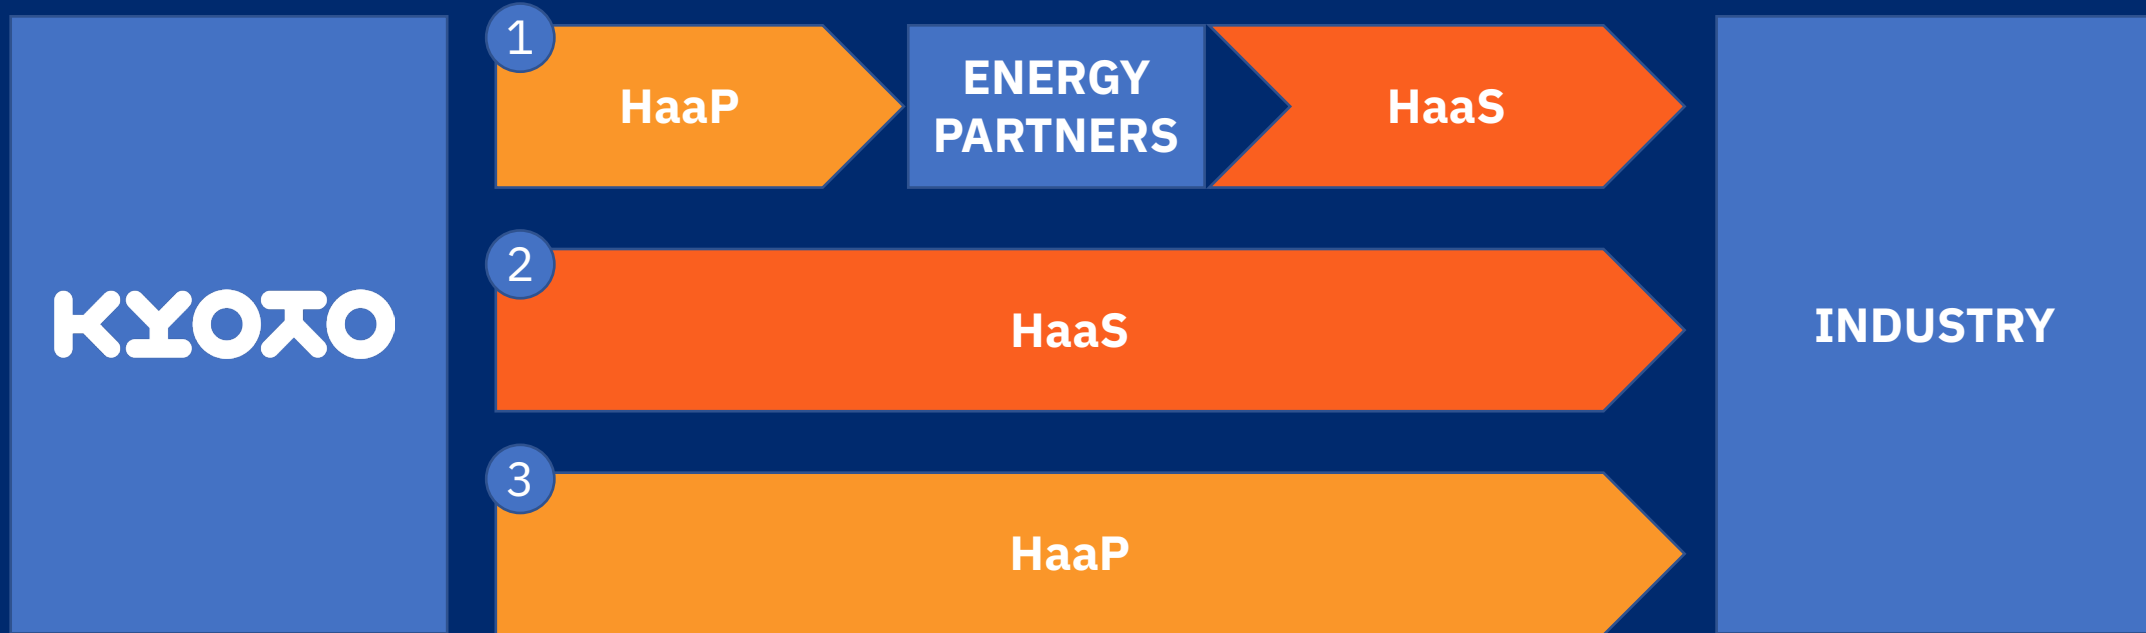 KYOTO
1
HaaP
ENERGY
PARTNERS
HaaS
2
HaaS
3
HaaP
INDUSTRY